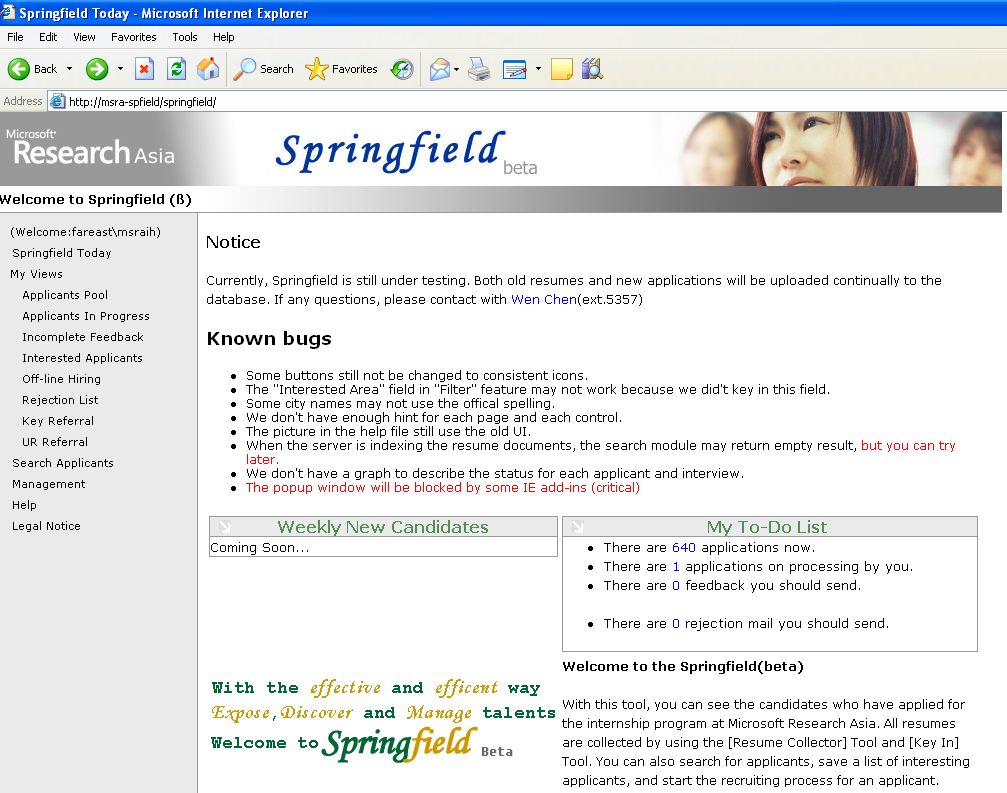 Springfield Today - Microsoft Internet Explorer
File Edit View Favorites Tools Help
Back Search Favorites
Address http://msra-spfield/springfield/
Microsoft
Research Asia
Springfield beta
Welcome to Springfield (ß)
(Welcome:fareast\msraih)
Springfield Today
My Views
Applicants Pool
Applicants In Progress
Incomplete Feedback
Interested Applicants
Off-line Hiring
Rejection List
Key Referral
UR Referral
Search Applicants
Management
Help
Legal Notice
Notice
Currently, Springfield is still under testing. Both old resumes and new applications will be uploaded continually to the
database. If any questions, please contact with Wen Chen(ext.5357)
Known bugs
Some buttons still not be changed to consistent icons.
The "Interested Area" field in "Filter" feature may not work because we did't key in this field.
Some city names may not use the offical spelling.
We don't have enough hint for each page and each control.
The picture in the help file still use the old UI.
When the server is indexing the resume documents, the search module may return empty result, but you can try
later.
We don't have a graph to describe the status for each applicant and interview.
The popup window will be blocked by some IE add-ins (critical)
Weekly New Candidates
Coming Soon...
My To-Do List
There are 640 applications now.
There are 1 applications on processing by you.
There are 0 feedback you should send.
There are 0 rejection mail you should send.
With the effective and efficent way
Expose,Discover and Manage talents
Welcome to Springfield Beta
Welcome to the Springfield(beta)
With this tool, you can see the candidates who have applied for
the internship program at Microsoft Research Asia. All resumes
are collected by using the [Resume Collector] Tool and [Key In]
Tool. You can also search for applicants, save a list of interesting
applicants, and start the recruiting process for an applicant.